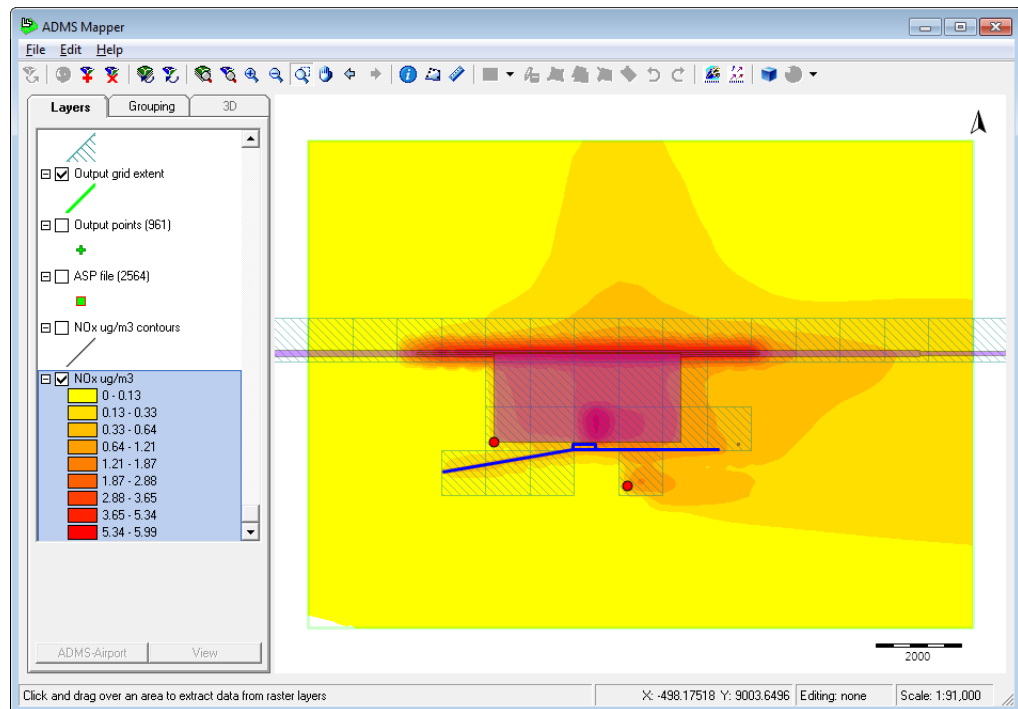 ADMS Mapper
File Edit Help
Layers
Grouping
3D
Output grid extent
Output points (961)
ASP file (2564)
NOx ug/m3 contours
NOx ug/m3
0 - 0.13
0.13 - 0.33
0.33 - 0.64
0.64 - 1.21
1.21 - 1.87
1.87 - 2.88
2.88 - 3.65
3.65 - 5.34
5.34 - 5.99
ADMS-Airport
View
2000
Click and drag over an area to extract data from raster layers
X: -498.17518 Y: 9003.6496
Editing: none
Scale: 1:91,000